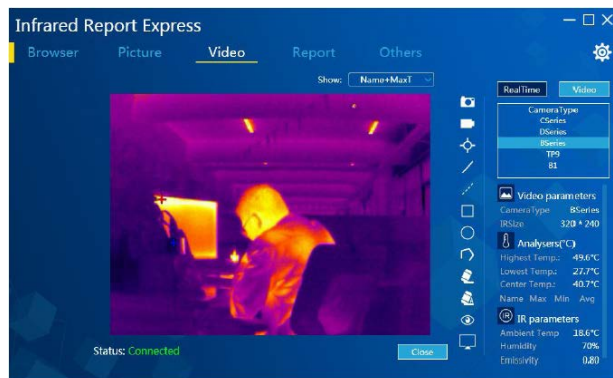 Infrared Report Express
Browser Picture Video Report Others
Show: Name+MaxT
RealTime Video
CameraType
CSeries
DSeries
BSeries
TP9
B1
Video parameters
CameraType BSeries
IRSize 320 * 240
Analysers(°C)
Highest Temp.: 49.6°C
Lowest Temp.: 27.7°C
Center Temp.: 40.7°C
Name Max Min Avg
IR IR parameters
Ambient Temp 18.6°C
Humidity 70%
Emissivity 0.80
Status: Connected
Close